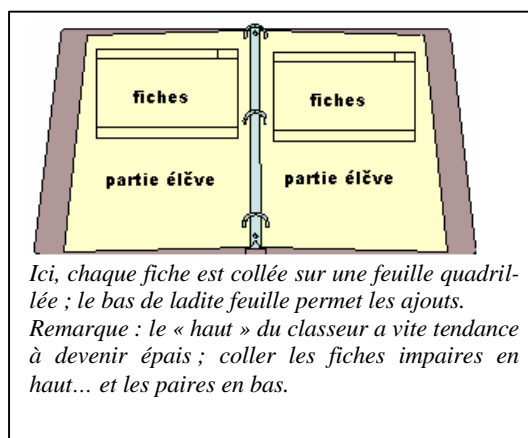 fiches
fiches
partie élčve
partie élčve
Ici, chaque fiche est collée sur une feuille quadril-
lée ; le bas de ladite feuille permet les ajouts.
Remarque : le « haut » du classeur a vite tendance
à devenir épais ; coller les fiches impaires en
haut… et les paires en bas.